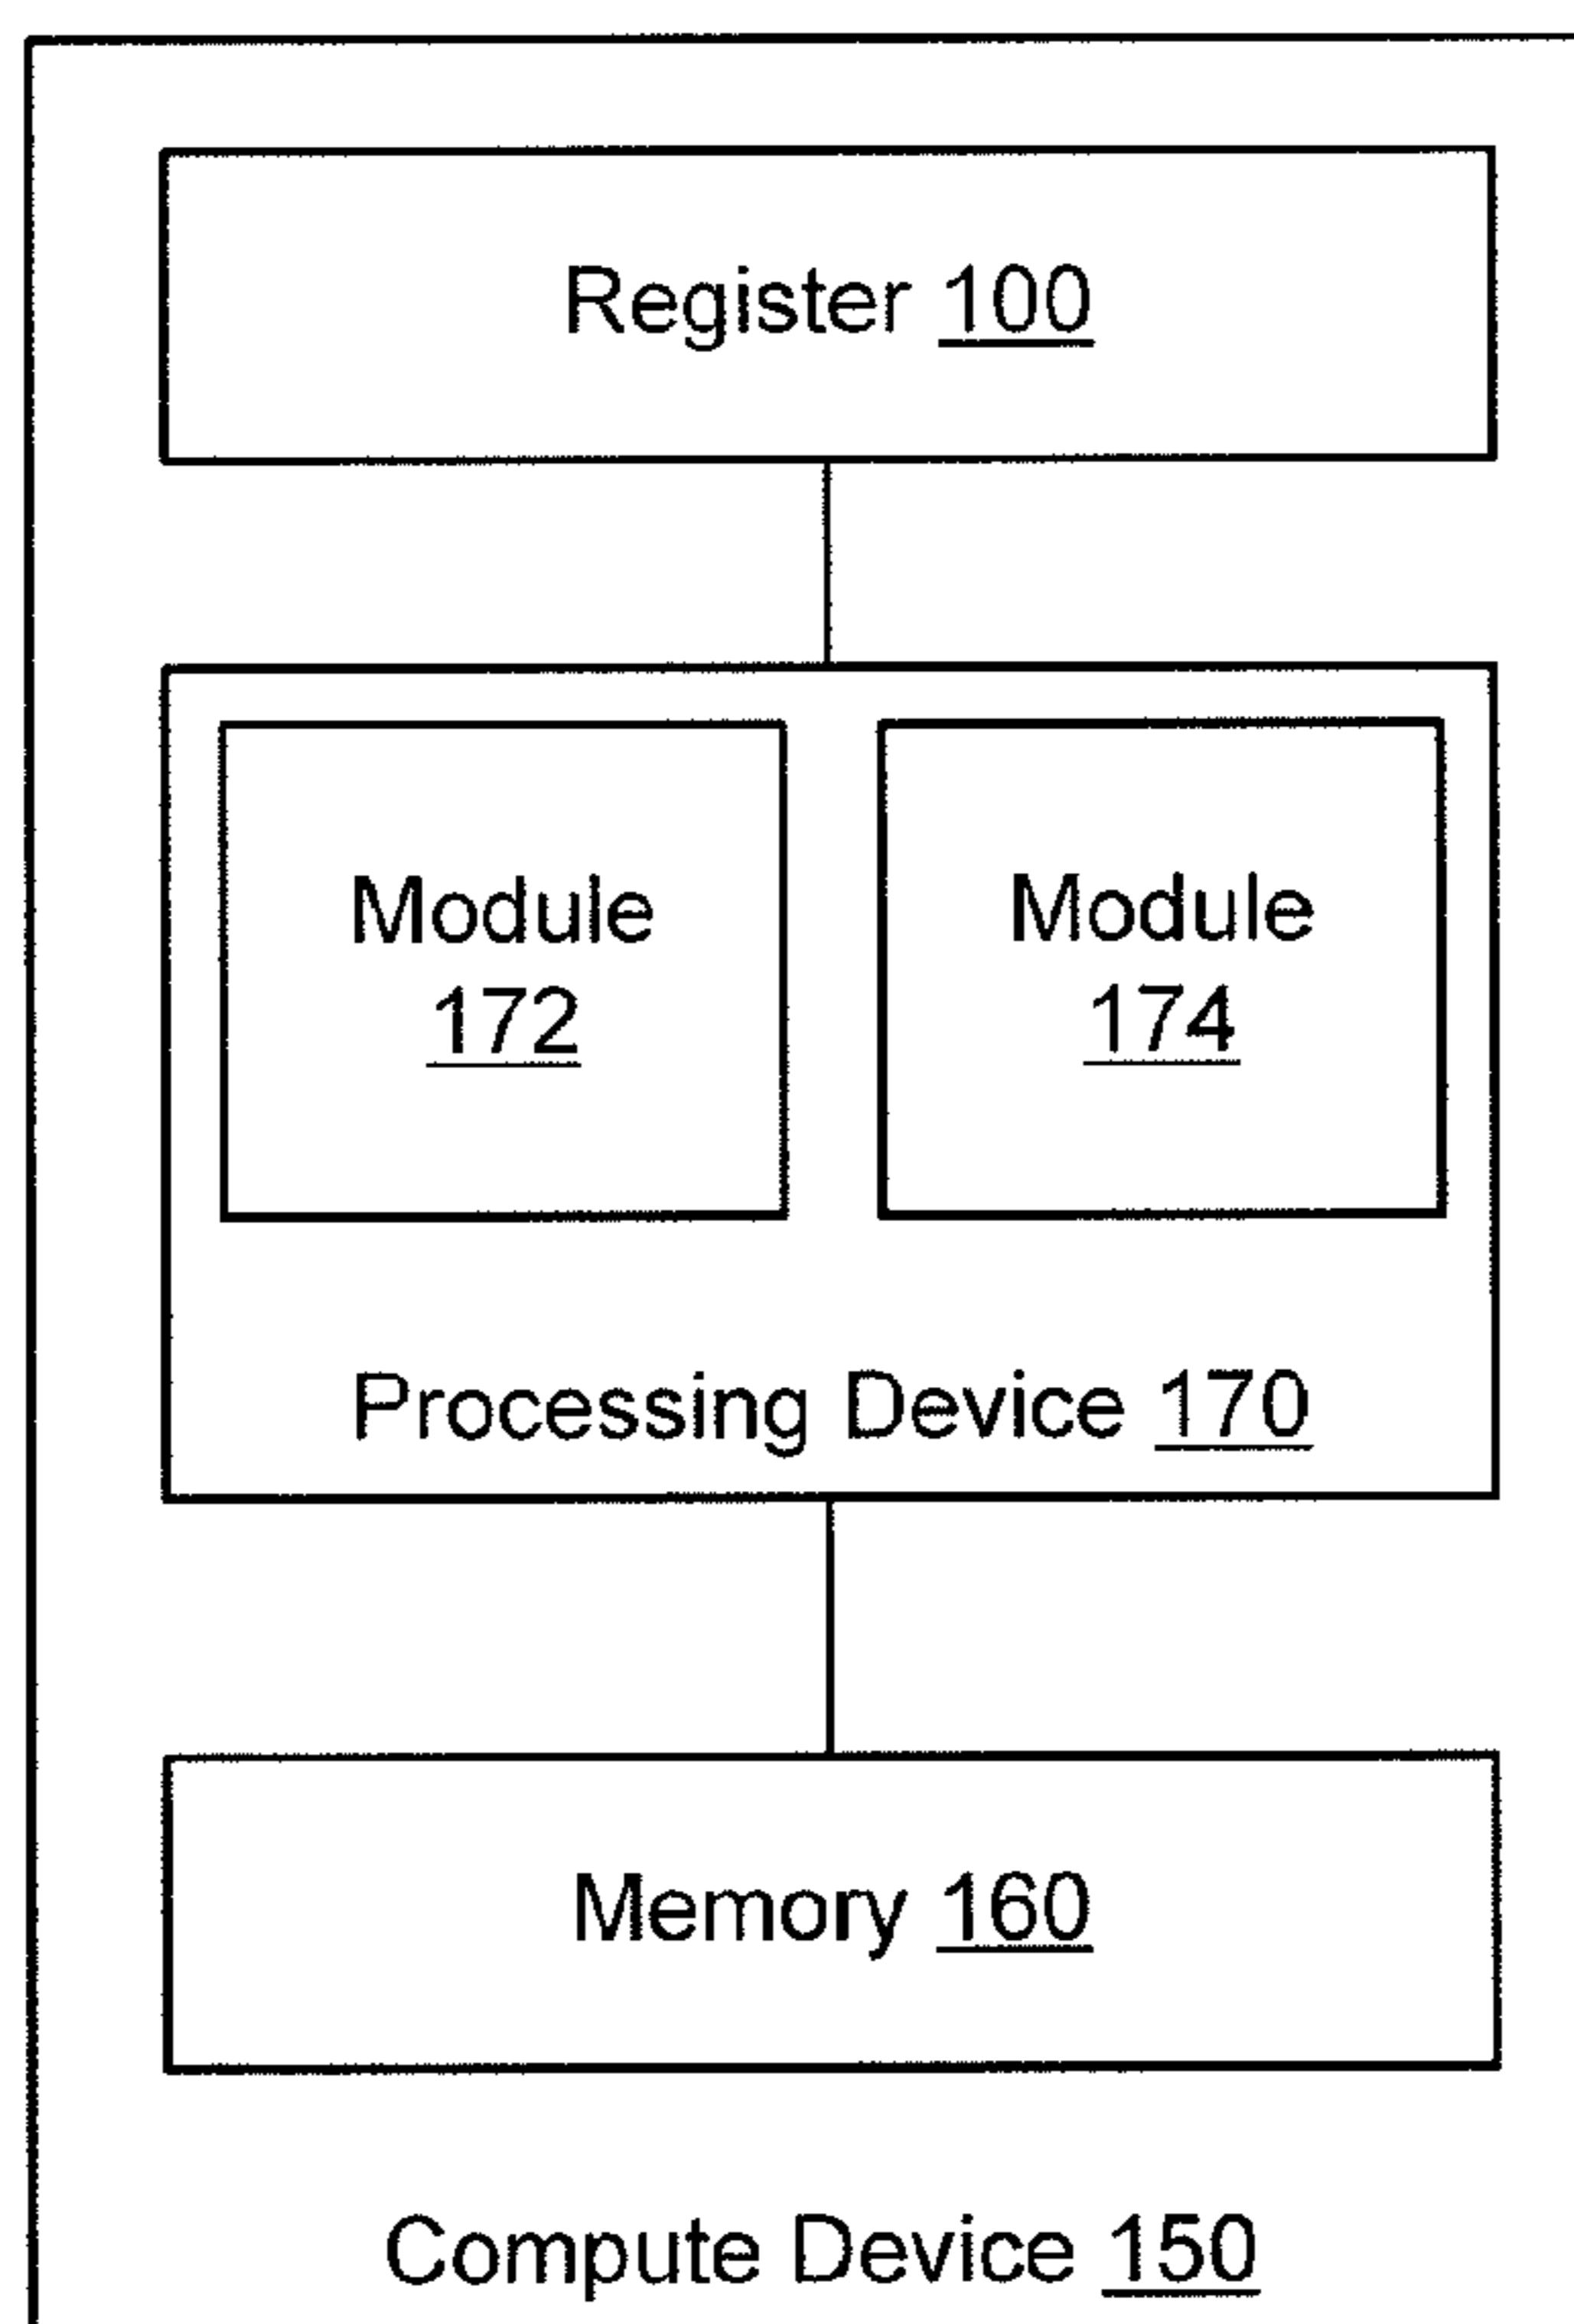 Register 100
Module
172
Module
174
Processing Device 170
Memory 160
Compute Device 150